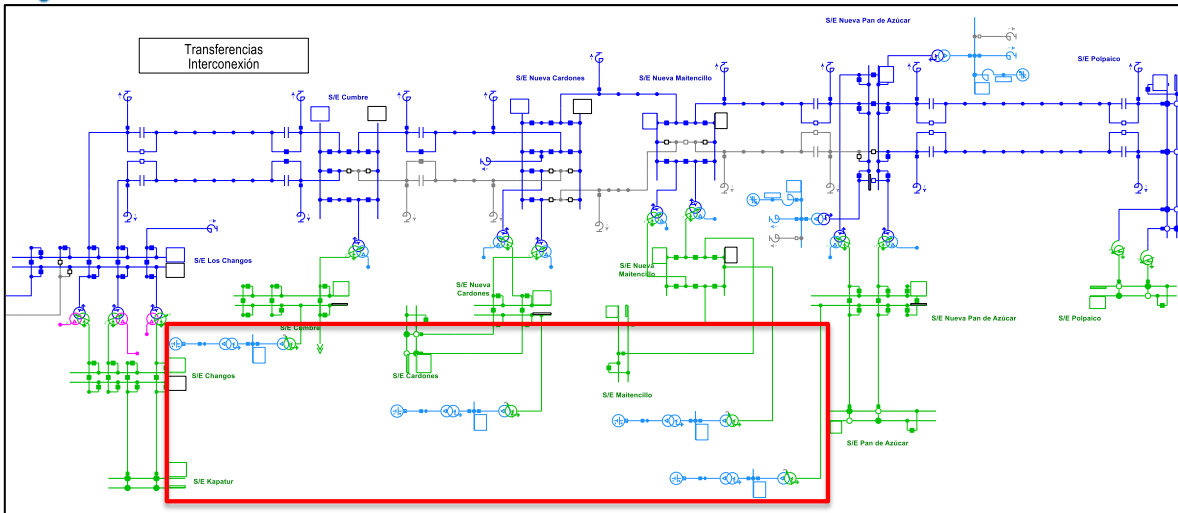 Transferencias
Interconexión
S/E Nueva Pan de Azúcar
S/E Nueva Cardones
S/E Nueva Maitencillo
S/E Polpaico
S/E Cumbre
S/E Los Changos
S/E Nueva
Maitencillo
S/E Nueva
Cardones
S/E Nueva Pan de Azúcar
S/E Polpaico
S/E Cumbre
S/E Changos
S/E Cardones
S/E Maitencillo
S/E Pan de Azúcar
S/E Kapatur